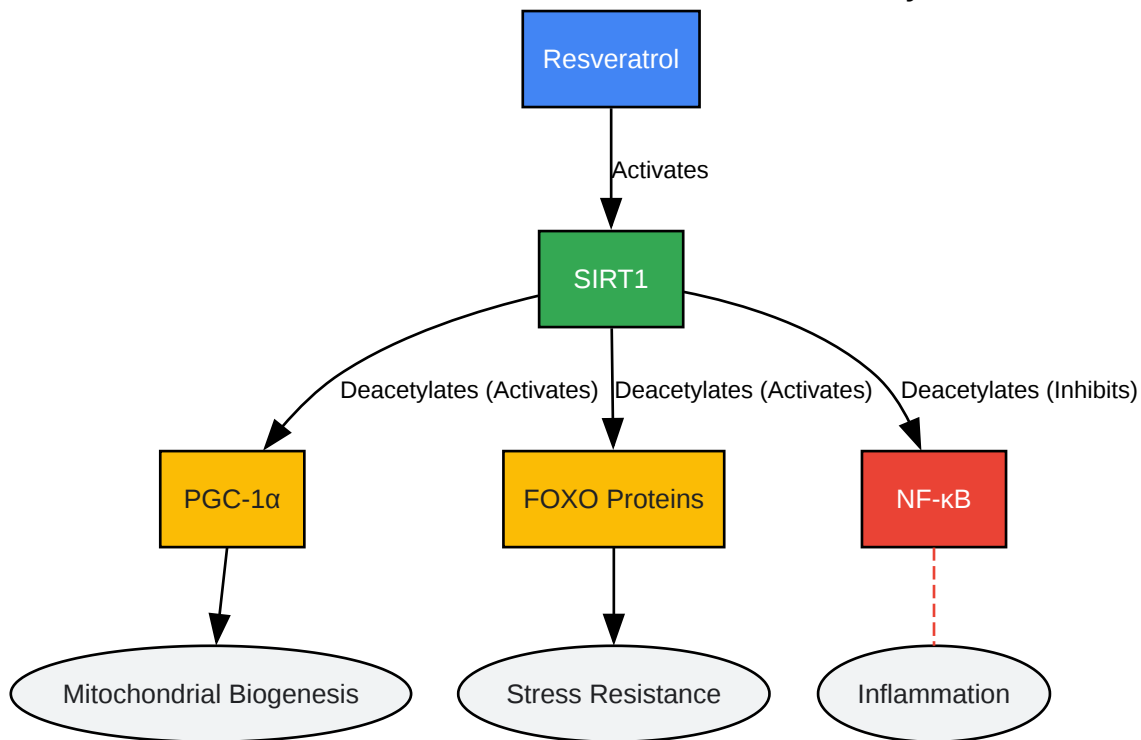 Resveratrol
Activates
SIRT1
Deacetylates (Activates)
Deacetylates (Activates)
Deacetylates (Inhibits)
PGC-1α
FOXO Proteins
NF-κB
Mitochondrial Biogenesis
Stress Resistance
Inflammation